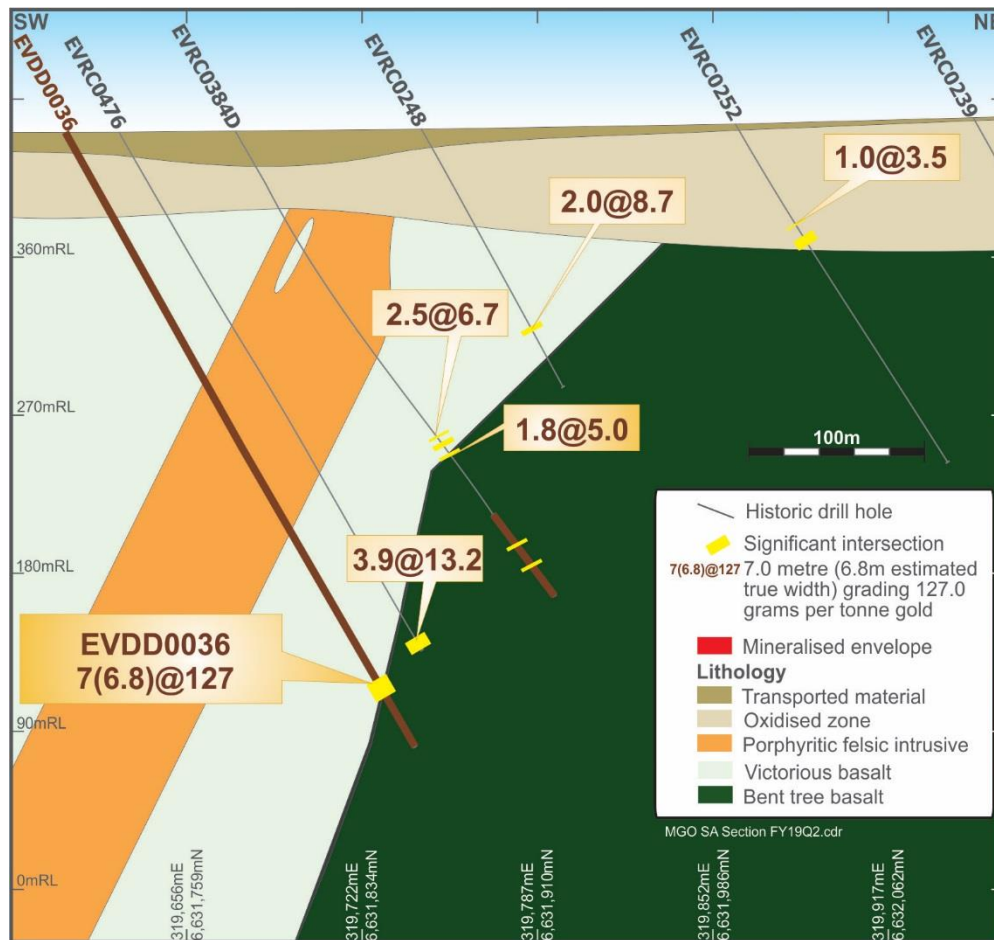 SW
NE
EVDD0036
EVRC0476
EVRC0384D
EVRC0248
EVRC0252
EVRC0239
1.0@3.5
2.0@8.7
360mRL
2.5@6.7
270mRL
1.8@5.0
100m
Historic drill hole
Significant intersection
7(6.8)@127 7.0 metre (6.8m estimated
true width) grading 127.0
grams per tonne gold
Mineralised envelope
Lithology
Transported material
Oxidised zone
Porphyritic felsic intrusive
Victorious basalt
Bent tree basalt
3.9@13.2
180mRL
EVDD0036
7(6.8)@127
90mRL
MGO SA Section FY19Q2.cdr
0mRL
319,656mE
6,631,759mN
319,722mE
6,631,834mN
319,787mE
6,631,910mN
319,852mE
6,631,986mN
319,917mE
6,632,062mN